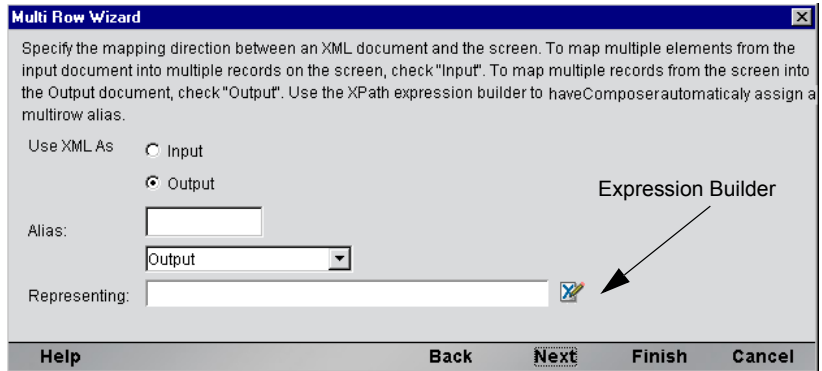 Multi Row Wizard
Specify the mapping direction between an XML document and the screen. To map multiple elements from the
input document into multiple records on the screen, check "Input". To map multiple records from the screen into
the Output document, check "Output". Use the XPath expression builder to haveComposerautomaticaly assign a
multirow alias.
Use XML As
Input
Output
Expression Builder
Alias:
Output
Representing:
Help Back Next Finish Cancel